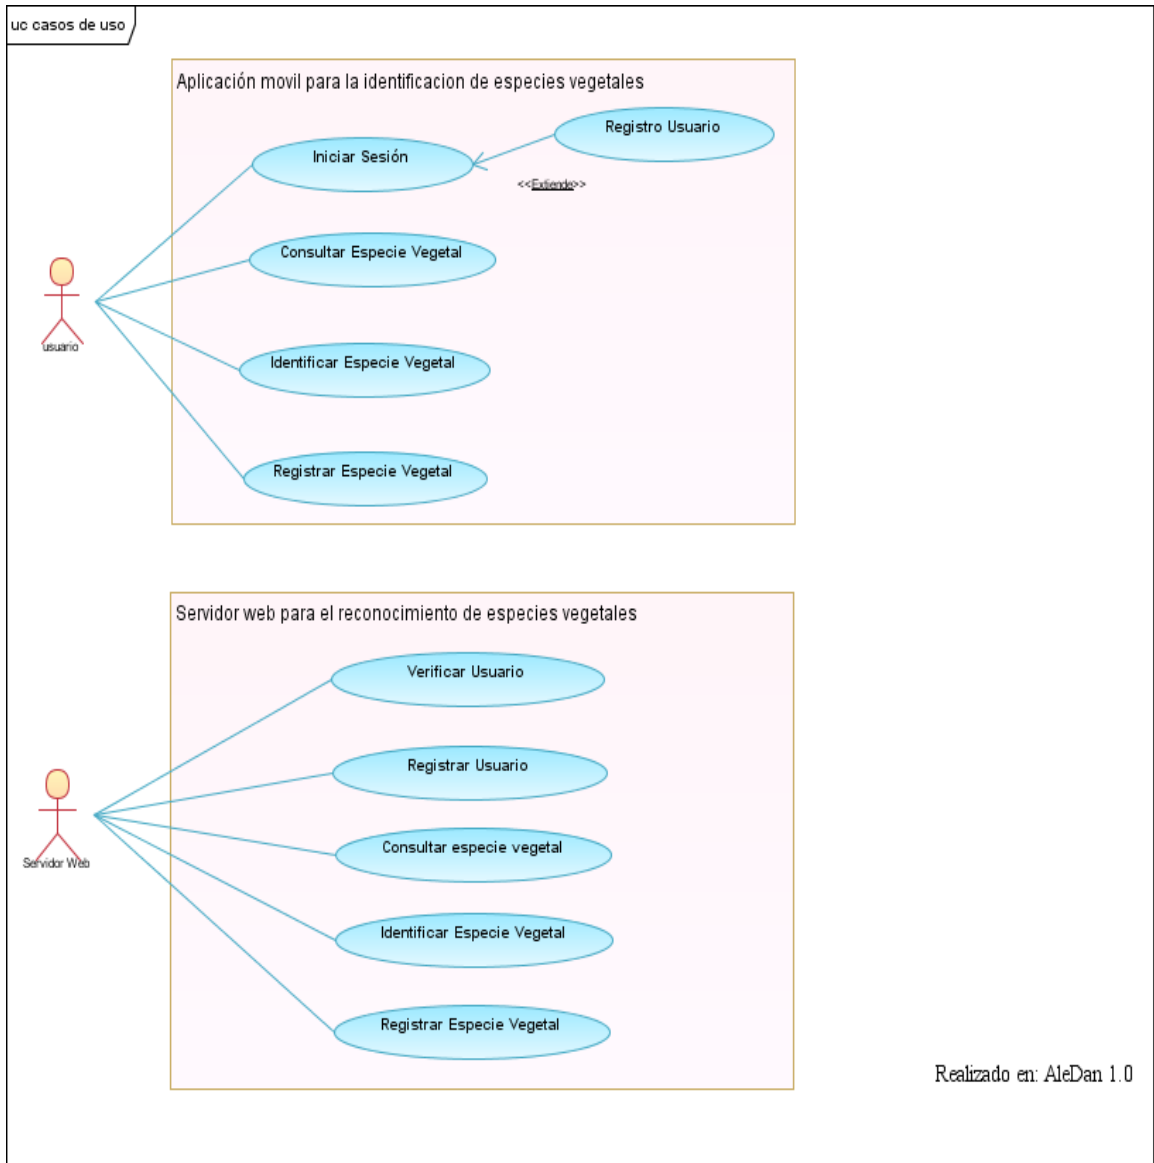 uc casos de uso
Aplicación movil para la identificacion de especies vegetales
Registro Usuario
Iniciar Sesión
<<Extiende>>
Consultar Especie Vegetal
usuario
Identificar Especie Vegetal
Registrar Especie Vegetal
Servidor web para el reconocimiento de especies vegetales
Verificar Usuario
Registrar Usuario
Consultar especie vegetal
Servidor Web
Identificar Especie Vegetal
Registrar Especie Vegetal
Realizado en: AleDan 1.0